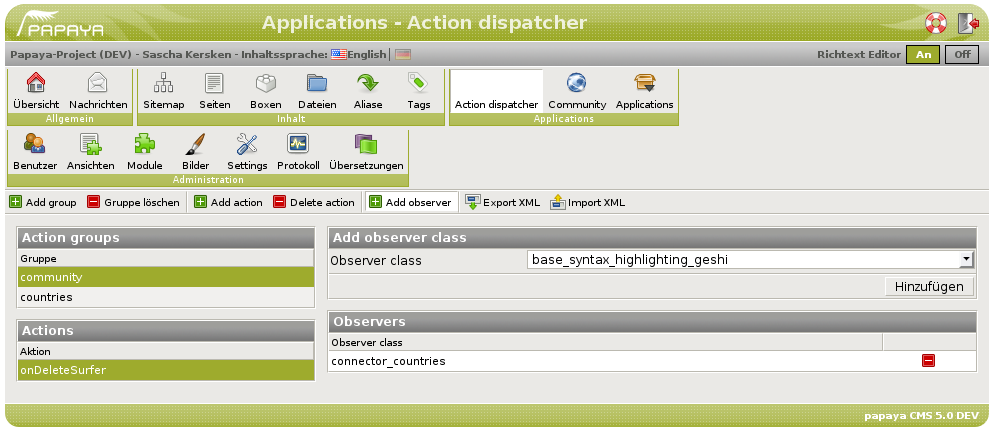 PAPAYA
Applications - Action dispatcher
Papaya-Project (DEV) - Sascha Kersken - Inhaltssprache: English
Richtext Editor An Off
Übersicht Nachrichten Sitemap Seiten Boxen Dateien Aliase Tags Action dispatcher Community Applications
Allgemein Inhalt Applications
Benutzer Ansichten Module Bilder Settings Protokoll Übersetzungen
Administration
Add group Gruppe löschen Add action Delete action Add observer Export XML Import XML
Action groups
Gruppe
community
countries
Actions
Aktion
onDeleteSurfer
Add observer class
Observer class base_syntax_highlighting_geshi
Hinzufügen
Observers
Observer class
connector_countries
papaya CMS 5.0 DEV